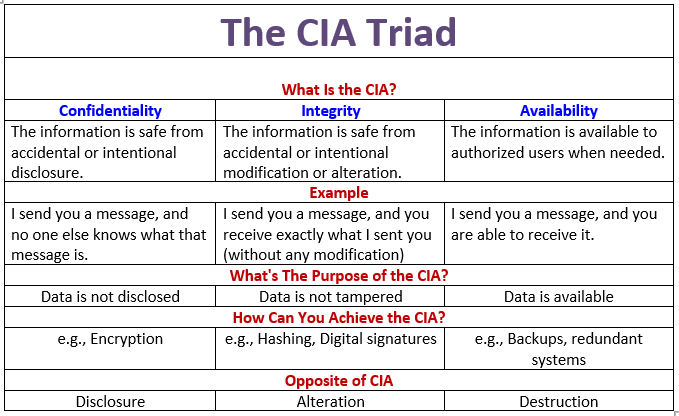 The CIA Triad
What Is the CIA?
Confidentiality
Integrity
Availability
The information is safe from
accidental or intentional
disclosure.
The information is safe from
accidental or intentional
modification or alteration.
The information is available to
authorized users when needed.
Example
I send you a message, and
no one else knows what that
message is.
I send you a message, and you
receive exactly what I sent you
(without any modification)
I send you a message, and you
are able to receive it.
What's The Purpose of the CIA?
Data is not disclosed
Data is not tampered
Data is available
How Can You Achieve the CIA?
e.g., Encryption
e.g., Hashing, Digital signatures
e.g., Backups, redundant
systems
Opposite of CIA
Disclosure
Alteration
Destruction